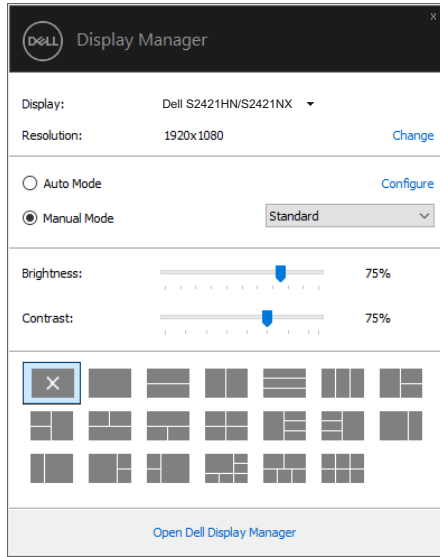 x
DELL Display Manager
Display: Dell S2421HN/S2421NX
Resolution: 1920x1080 Change
Auto Mode Configure
Manual Mode Standard
Brightness: 75%
Contrast: 75%
Open Dell Display Manager